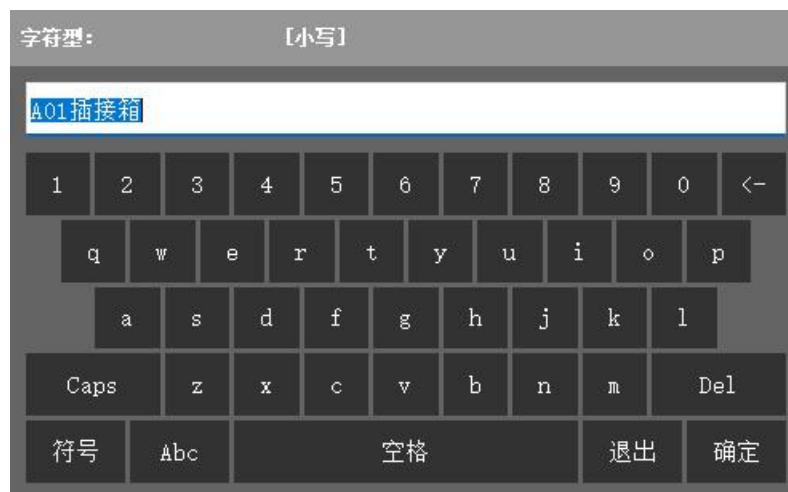 字符型: [小写]
A01插接箱
1 2 3 4 5 6 7 8 9 0 <-
q w e r t y u i o p
a s d f g h j k l
Caps z x c v b n m Del
符号 Abc 空格 退出 确定